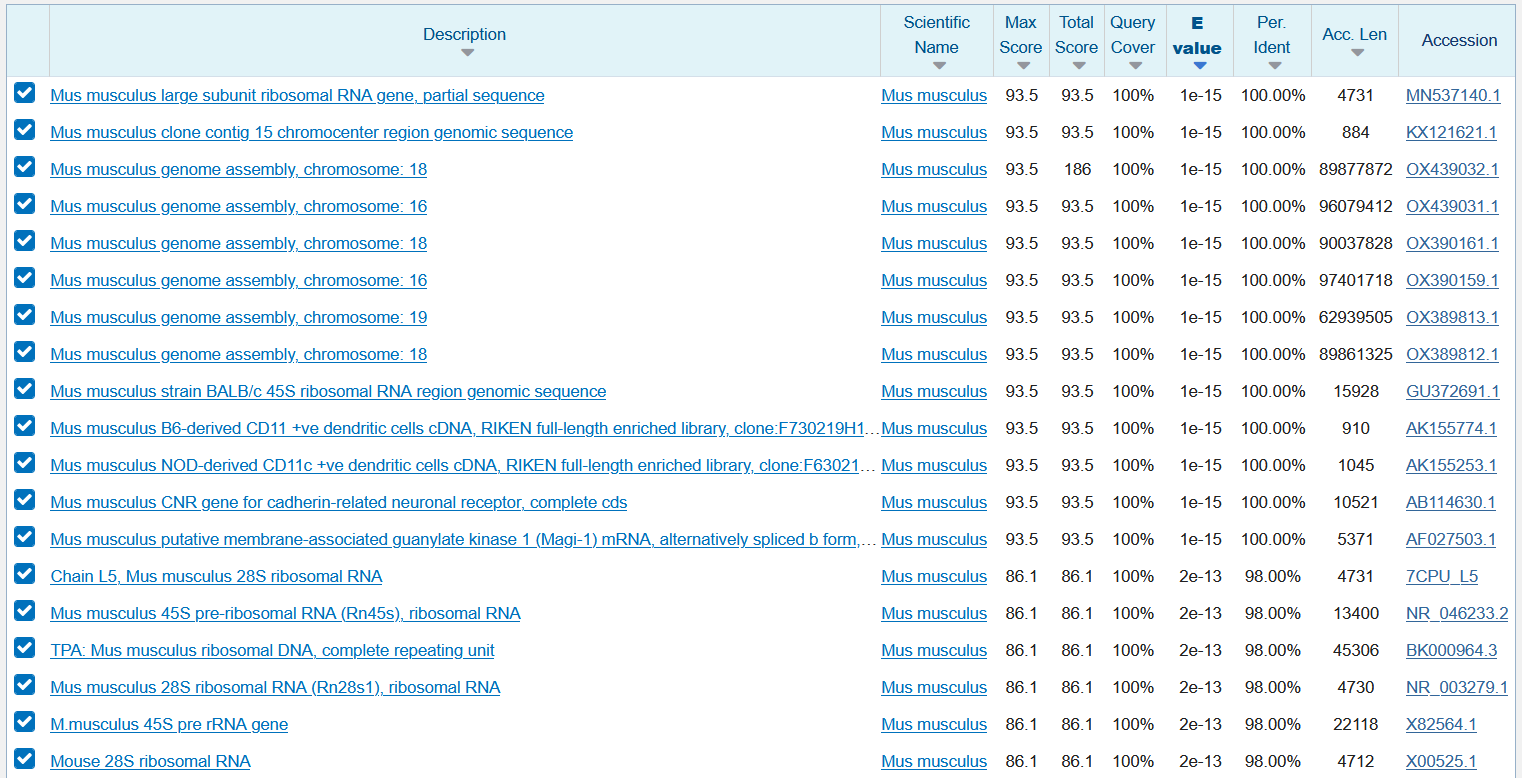 Description Scientific Name Max Score Total Score Query Cover E value Per. Ident Acc. Len Accession
Mus musculus large subunit ribosomal RNA gene, partial sequence Mus musculus 93.5 93.5 100% 1e-15 100.00% 4731 MN537140.1
Mus musculus clone contig 15 chromocenter region genomic sequence Mus musculus 93.5 93.5 100% 1e-15 100.00% 884 KX121621.1
Mus musculus genome assembly, chromosome: 18 Mus musculus 93.5 186 100% 1e-15 100.00% 89877872 OX439032.1
Mus musculus genome assembly, chromosome: 16 Mus musculus 93.5 93.5 100% 1e-15 100.00% 96079412 OX439031.1
Mus musculus genome assembly, chromosome: 18 Mus musculus 93.5 93.5 100% 1e-15 100.00% 90037828 OX390161.1
Mus musculus genome assembly, chromosome: 16 Mus musculus 93.5 93.5 100% 1e-15 100.00% 97401718 OX390159.1
Mus musculus genome assembly, chromosome: 19 Mus musculus 93.5 93.5 100% 1e-15 100.00% 62939505 OX389813.1
Mus musculus genome assembly, chromosome: 18 Mus musculus 93.5 93.5 100% 1e-15 100.00% 89861325 OX389812.1
Mus musculus strain BALB/c 45S ribosomal RNA region genomic sequence Mus musculus 93.5 93.5 100% 1e-15 100.00% 15928 GU372691.1
Mus musculus B6-derived CD11 +ve dendritic cells cDNA, RIKEN full-length enriched library, clone:F730219H1... Mus musculus 93.5 93.5 100% 1e-15 100.00% 910 AK155774.1
Mus musculus NOD-derived CD11c +ve dendritic cells cDNA, RIKEN full-length enriched library, clone:F63021... Mus musculus 93.5 93.5 100% 1e-15 100.00% 1045 AK155253.1
Mus musculus CNR gene for cadherin-related neuronal receptor, complete cds Mus musculus 93.5 93.5 100% 1e-15 100.00% 10521 AB114630.1
Mus musculus putative membrane-associated guanylate kinase 1 (Magi-1) mRNA, alternatively spliced b form,... Mus musculus 93.5 93.5 100% 1e-15 100.00% 5371 AF027503.1
Chain L5, Mus musculus 28S ribosomal RNA Mus musculus 86.1 86.1 100% 2e-13 98.00% 4731 7CPU_L5
Mus musculus 45S pre-ribosomal RNA (Rn45s), ribosomal RNA Mus musculus 86.1 86.1 100% 2e-13 98.00% 13400 NR_046233.2
TPA: Mus musculus ribosomal DNA, complete repeating unit Mus musculus 86.1 86.1 100% 2e-13 98.00% 45306 BK000964.3
Mus musculus 28S ribosomal RNA (Rn28s1), ribosomal RNA Mus musculus 86.1 86.1 100% 2e-13 98.00% 4730 NR_003279.1
M.musculus 45S pre rRNA gene Mus musculus 86.1 86.1 100% 2e-13 98.00% 22118 X82564.1
Mouse 28S ribosomal RNA Mus musculus 86.1 86.1 100% 2e-13 98.00% 4712 X00525.1